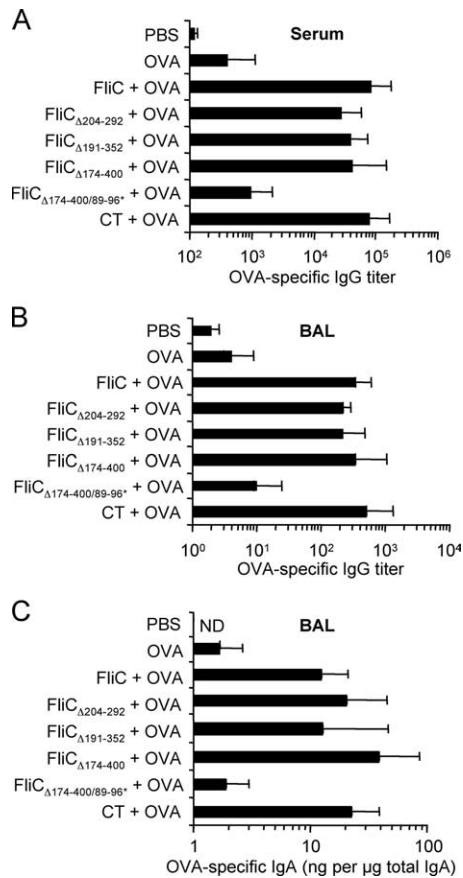 A
Serum
PBS
OVA
FliC + OVA
FliCΔ204-292 + OVA
FliCΔ191-352 + OVA
FliCΔ174-400 + OVA
FliCΔ174-400/89-96* + OVA
CT + OVA
10² 10³ 10⁴ 10⁵ 10⁶
OVA-specific IgG titer
B
BAL
PBS
OVA
FliC + OVA
FliCΔ204-292 + OVA
FliCΔ191-352 + OVA
FliCΔ174-400 + OVA
FliCΔ174-400/89-96* + OVA
CT + OVA
10⁰ 10¹ 10² 10³ 10⁴
OVA-specific IgG titer
C
BAL
PBS ND
OVA
FliC + OVA
FliCΔ204-292 + OVA
FliCΔ191-352 + OVA
FliCΔ174-400 + OVA
FliCΔ174-400/89-96* + OVA
CT + OVA
1 10 100
OVA-specific IgA (ng per µg total IgA)